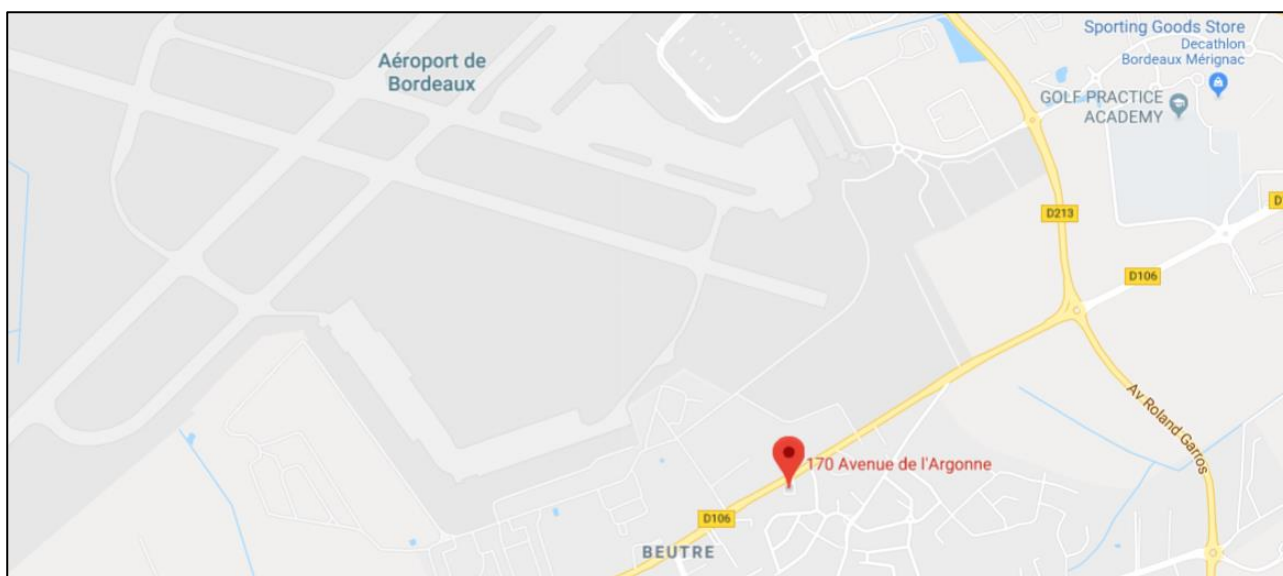 Aéroport de
Bordeaux
Sporting Goods Store
Decathlon
Bordeaux Mérignac
GOLF PRACTICE
ACADEMY
D213
D106
Av Roland Garros
170 Avenue de l'Argonne
D106
BEUTRE